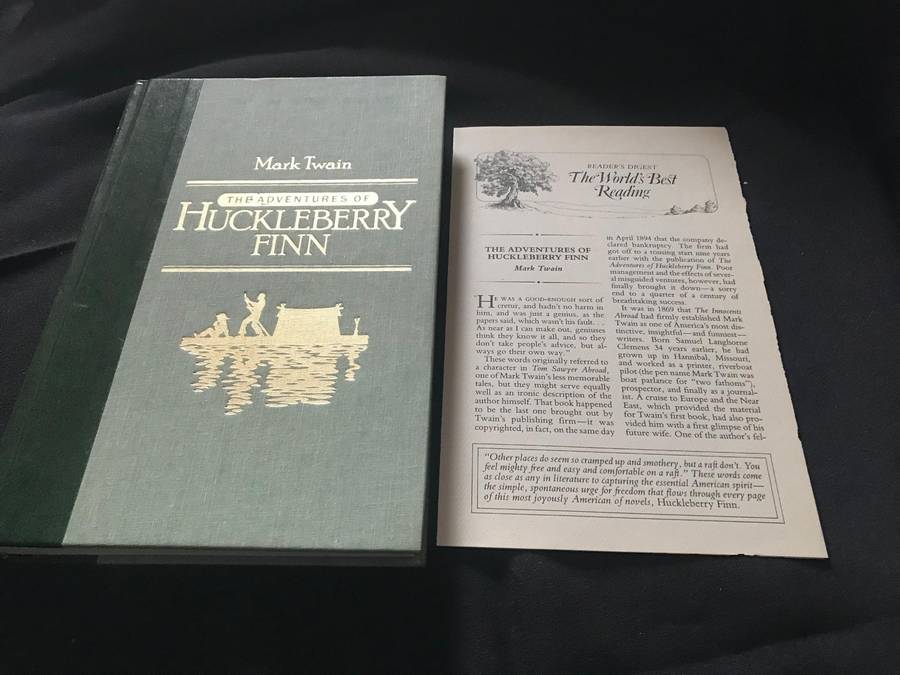 Mark Twain
THE ADVENTURES OF
HUCKLEBERRY
FINN
READER'S DIGEST
The World's Best
Reading
THE ADVENTURES OF
HUCKLEBERRY FINN
Mark Twain
HE WAS A GOOD-ENOUGH sort of
cretur, and hadn't no harm in
him, and was just a genius, as the
papers said, which wasn't his fault. . .
As near as I can make out, geniuses
think they know it all, and so they
don't take people's advice, but al-
ways go their own way."
These words originally referred to
a character in Tom Sawyer Abroad,
one of Mark Twain's less memorable
tales, but they might serve equally
well as an ironic description of the
author himself. That book happened
to be the last one brought out by
Twain's publishing firm—it was
copyrighted, in fact, on the same day
in April 1894 that the company de-
clared bankruptcy. The firm had
got off to a rousing start nine years
earlier with the publication of The
Adventures of Huckleberry Finn. Poor
management and the effects of sever-
al misguided ventures, however, had
finally brought it down—a sorry
end to a quarter of a century of
breathtaking success.
It was in 1869 that The Innocents
Abroad had firmly established Mark
Twain as one of America's most dis-
tinctive, insightful—and funniest—
writers. Born Samuel Langhorne
Clemens 34 years earlier, he had
grown up in Hannibal, Missouri,
and worked as a printer, riverboat
pilot (the pen name Mark Twain was
boat parlance for "two fathoms"),
prospector, and finally as a journal-
ist. A cruise to Europe and the Near
East, which provided the material
for Twain's first book, had also pro-
vided him with a first glimpse of his
future wife. One of the author's fel-
"Other places do seem so cramped up and smothery, but a raft don't. You
feel mighty free and easy and comfortable on a raft." These words come
as close as any in literature to capturing the essential American spirit—
the simple, spontaneous urge for freedom that flows through every page
of this most joyously American of novels, Huckleberry Finn.